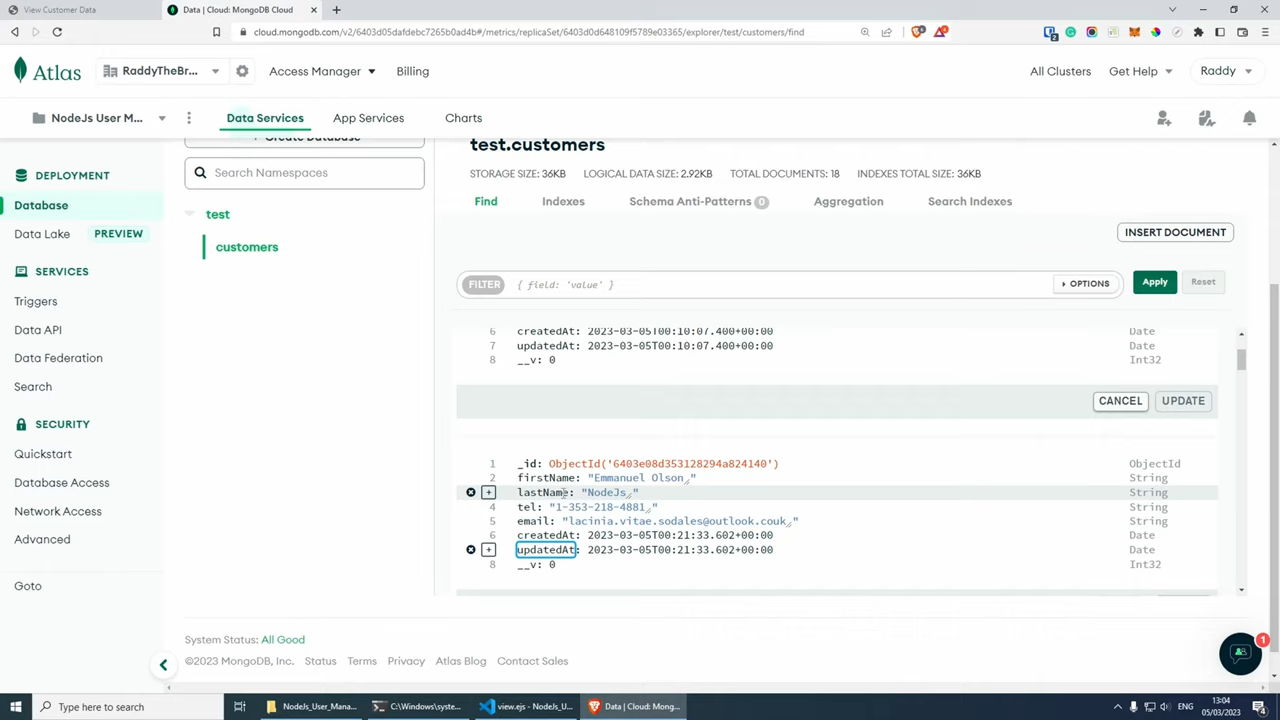 View Customer Data
Data | Cloud: MongoDB Cloud
cloud.mongodb.com/v2/6403d05dafdebc7265b0ad4b#/metrics/replicaSet/6403d0d648109f5789e03365/explorer/test/customers/find
Atlas
RaddyTheBr...
Access Manager
Billing
All Clusters
Get Help
Raddy
NodeJs User M...
Data Services
App Services
Charts
Create Database
test.customers
DEPLOYMENT
Search Namespaces
STORAGE SIZE: 36KB LOGICAL DATA SIZE: 2.92KB TOTAL DOCUMENTS: 18 INDEXES TOTAL SIZE: 36KB
Database
test
Find
Indexes
Schema Anti-Patterns 0
Aggregation
Search Indexes
Data Lake PREVIEW
customers
INSERT DOCUMENT
SERVICES
FILTER { field: 'value' }
OPTIONS
Apply
Reset
Triggers
Data API
Data Federation
Search
6 createdAt: 2023-03-05T00:10:07.400+00:00 Date
7 updatedAt: 2023-03-05T00:10:07.400+00:00 Date
8 __v: 0 Int32
CANCEL
UPDATE
SECURITY
Quickstart
Database Access
Network Access
Advanced
Goto
1 _id: ObjectId('6403e08d353128294a824140') ObjectId
2 firstName: "Emmanuel Olson" String
lastName: "NodeJs" String
4 tel: "1-353-218-4881" String
5 email: "lacinia.vitae.sodales@outlook.couk" String
6 createdAt: 2023-03-05T00:21:33.602+00:00 Date
updatedAt: 2023-03-05T00:21:33.602+00:00 Date
8 __v: 0 Int32
System Status: All Good
©2023 MongoDB, Inc. Status Terms Privacy Atlas Blog Contact Sales
1
Type here to search
NodeJs_User_Mana...
C:\Windows\syste...
view.ejs - NodeJs_U...
Data | Cloud: Mong...
ENG
13:04
05/03/2023
4